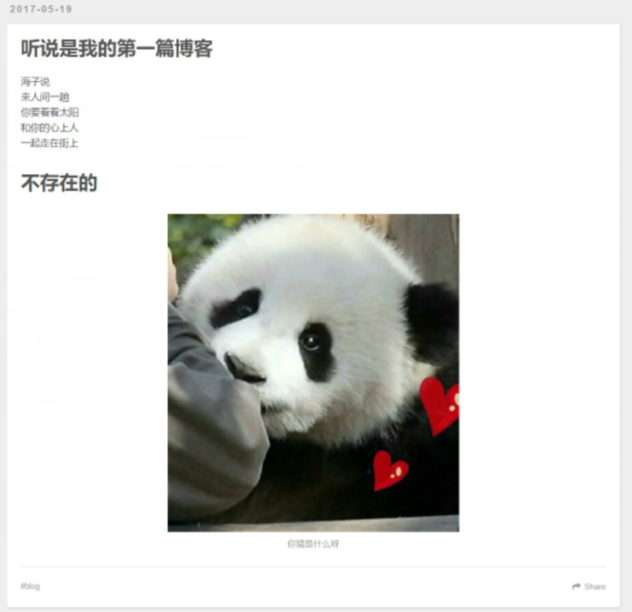 2017-05-19
听说是我的第一篇博客
海子说
来人间一趟
你要看看太阳
和你的心上人
一起走在街上
不存在的
你猜是什么呀
#blog
Share